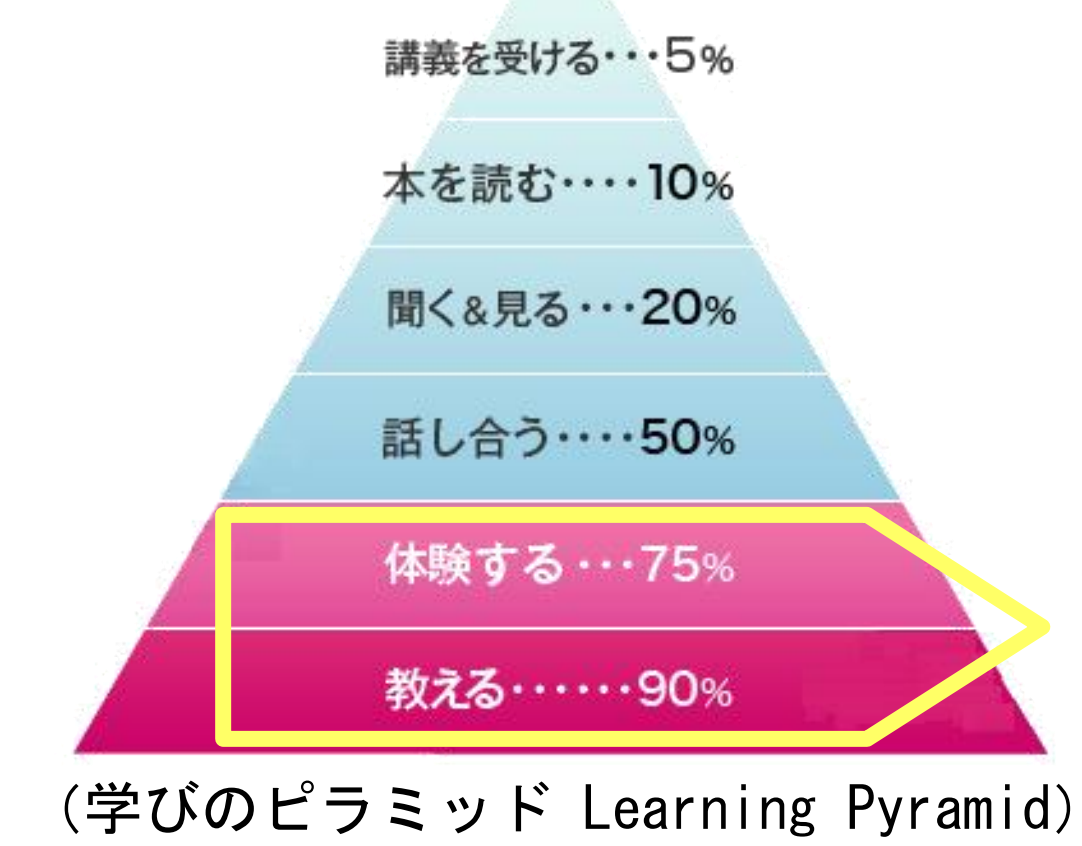 講義を受ける・・・5%
本を読む・・・・10%
聞く&見る・・・20%
話し合う・・・・50%
体験する・・・75%
教える・・・・・・90%
(学びのピラミッド Learning Pyramid)